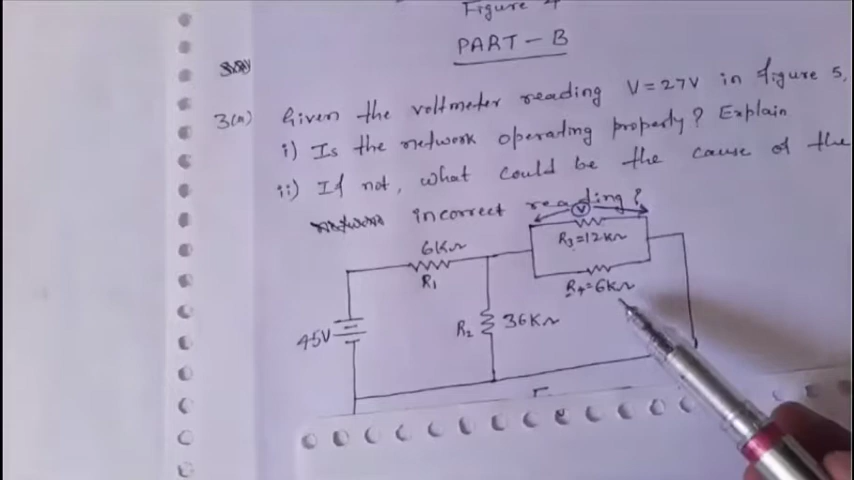 Figure 4
PART-B
3(a) Given the voltmeter reading V=27V in figure 5,
i) Is the network operating properly? Explain
ii) If not, what could be the cause of the
incorrect reading?
V
R3=12KΩ
6KΩ
R1
R4=6KΩ
45V
R2 36KΩ